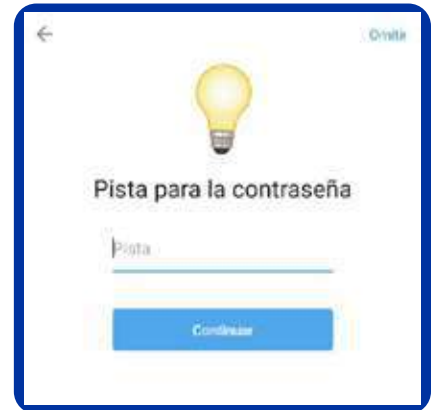 Omitir
Pista para la contraseña
Pista
Continuar